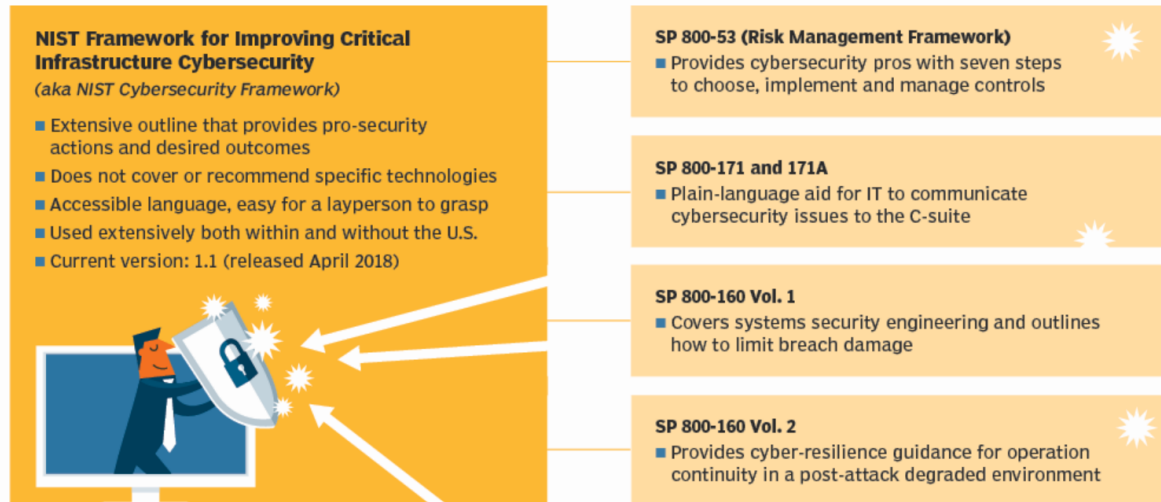 NIST Framework for Improving Critical
Infrastructure Cybersecurity
(aka NIST Cybersecurity Framework)
■ Extensive outline that provides pro-security
actions and desired outcomes
■ Does not cover or recommend specific technologies
■ Accessible language, easy for a layperson to grasp
■ Used extensively both within and without the U.S.
■ Current version: 1.1 (released April 2018)
SP 800-53 (Risk Management Framework)
■ Provides cybersecurity pros with seven steps
to choose, implement and manage controls
SP 800-171 and 171A
■ Plain-language aid for IT to communicate
cybersecurity issues to the C-suite
SP 800-160 Vol. 1
■ Covers systems security engineering and outlines
how to limit breach damage
SP 800-160 Vol. 2
■ Provides cyber-resilience guidance for operation
continuity in a post-attack degraded environment